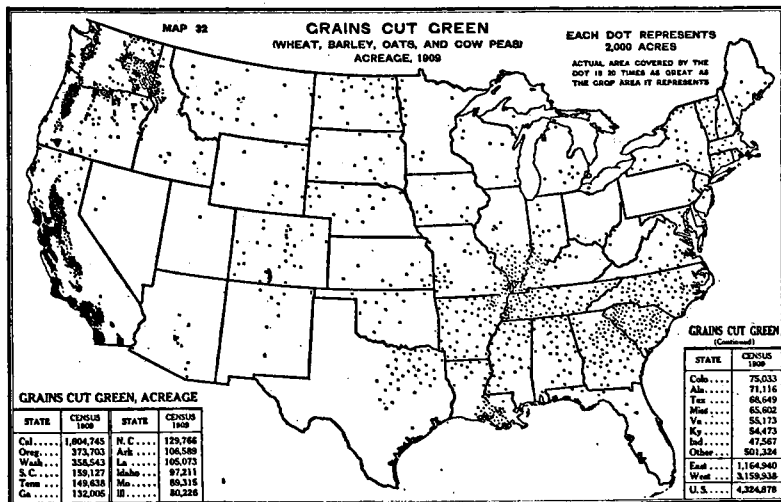 MAP 32
GRAINS CUT GREEN
(WHEAT, BARLEY, OATS, AND COW PEAS)
ACREAGE, 1909
EACH DOT REPRESENTS
2,000 ACRES
ACTUAL AREA COVERED BY THE
DOT IS 20 TIMES AS GREAT AS
THE CROP AREA IT REPRESENTS
GRAINS CUT GREEN, ACREAGE
STATE CENSUS 1909 STATE CENSUS 1909
Cal.... 1,604,745 N. C.... 129,766
Oreg.... 373,703 Ark.... 106,589
Wash.... 358,543 La.... 105,073
S. C.... 159,127 Idaho.... 97,211
Tenn.... 149,638 Mo.... 89,315
Ga.... 132,005 Ill.... 80,226
GRAINS CUT GREEN
(Continued)
STATE CENSUS 1909
Colo.... 75,033
Ala.... 71,116
Tex.... 68,649
Miss.... 65,602
Va.... 55,173
Ky.... 54,473
Ind.... 47,567
Other.... 501,324
East.... 1,164,940
West.... 3,159,938
U. S.... 4,324,878